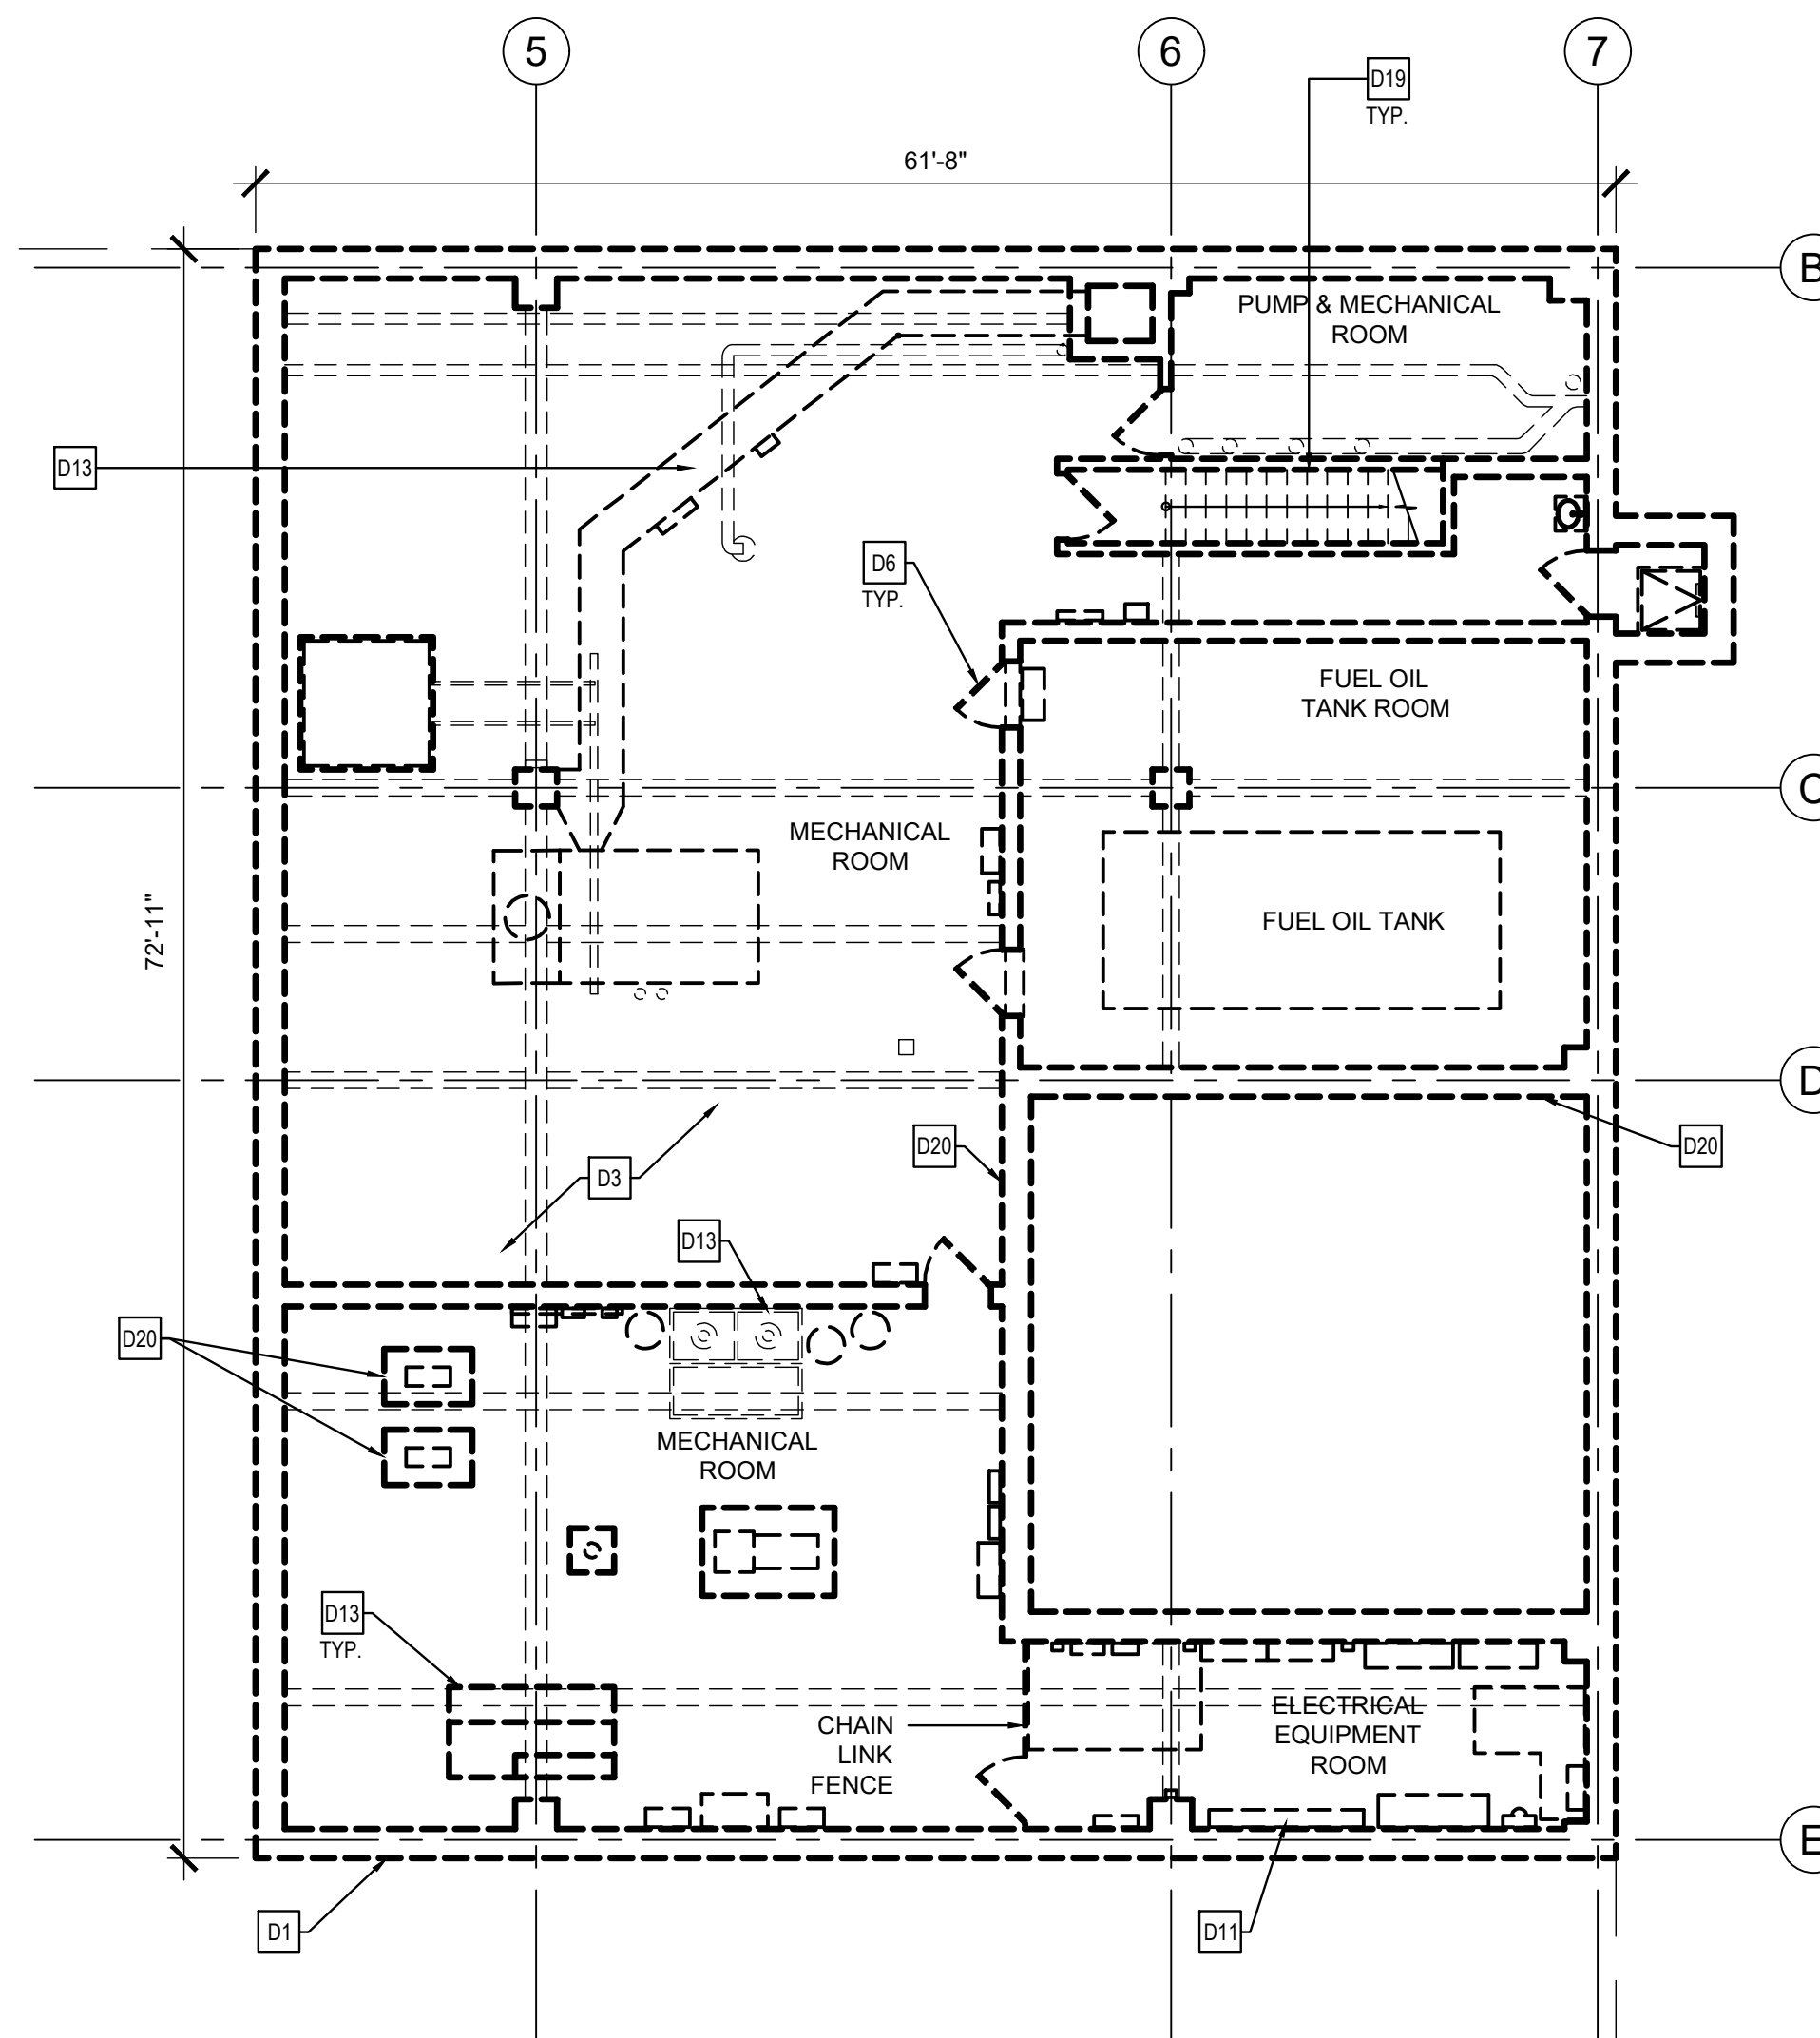 5
6
7
D19
TYP.
61'-8"
B
PUMP & MECHANICAL
ROOM
D13
D6
TYP.
FUEL OIL
TANK ROOM
C
MECHANICAL
ROOM
72'-11"
FUEL OIL TANK
D
D20
D20
D3
D13
D20
MECHANICAL
ROOM
D13
TYP.
CHAIN
LINK
FENCE
ELECTRICAL
EQUIPMENT
ROOM
E
D1
D11